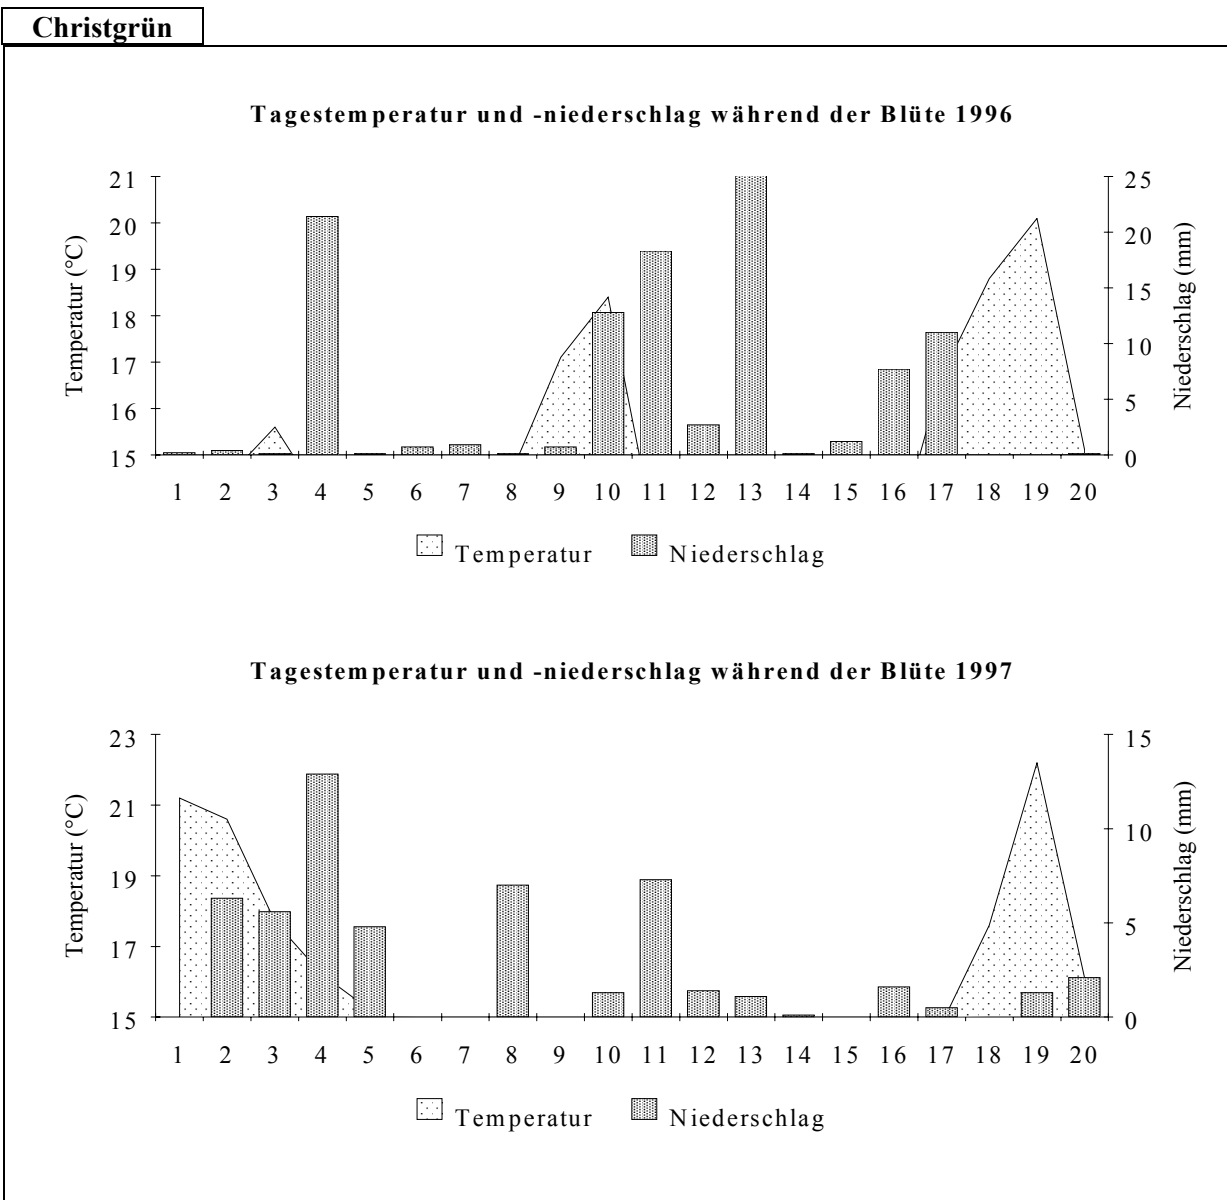 Christgrün
Tagestemperatur und -niederschlag während der Blüte 1996
21
20
19
18
17
16
15
Temperatur (°C)
25
20
15
10
5
0
Niederschlag (mm)
1 2 3 4 5 6 7 8 9 10 11 12 13 14 15 16 17 18 19 20
Temperatur Niederschlag
Tagestemperatur und -niederschlag während der Blüte 1997
23
21
19
17
15
Temperatur (°C)
15
10
5
0
Niederschlag (mm)
1 2 3 4 5 6 7 8 9 10 11 12 13 14 15 16 17 18 19 20
Temperatur Niederschlag